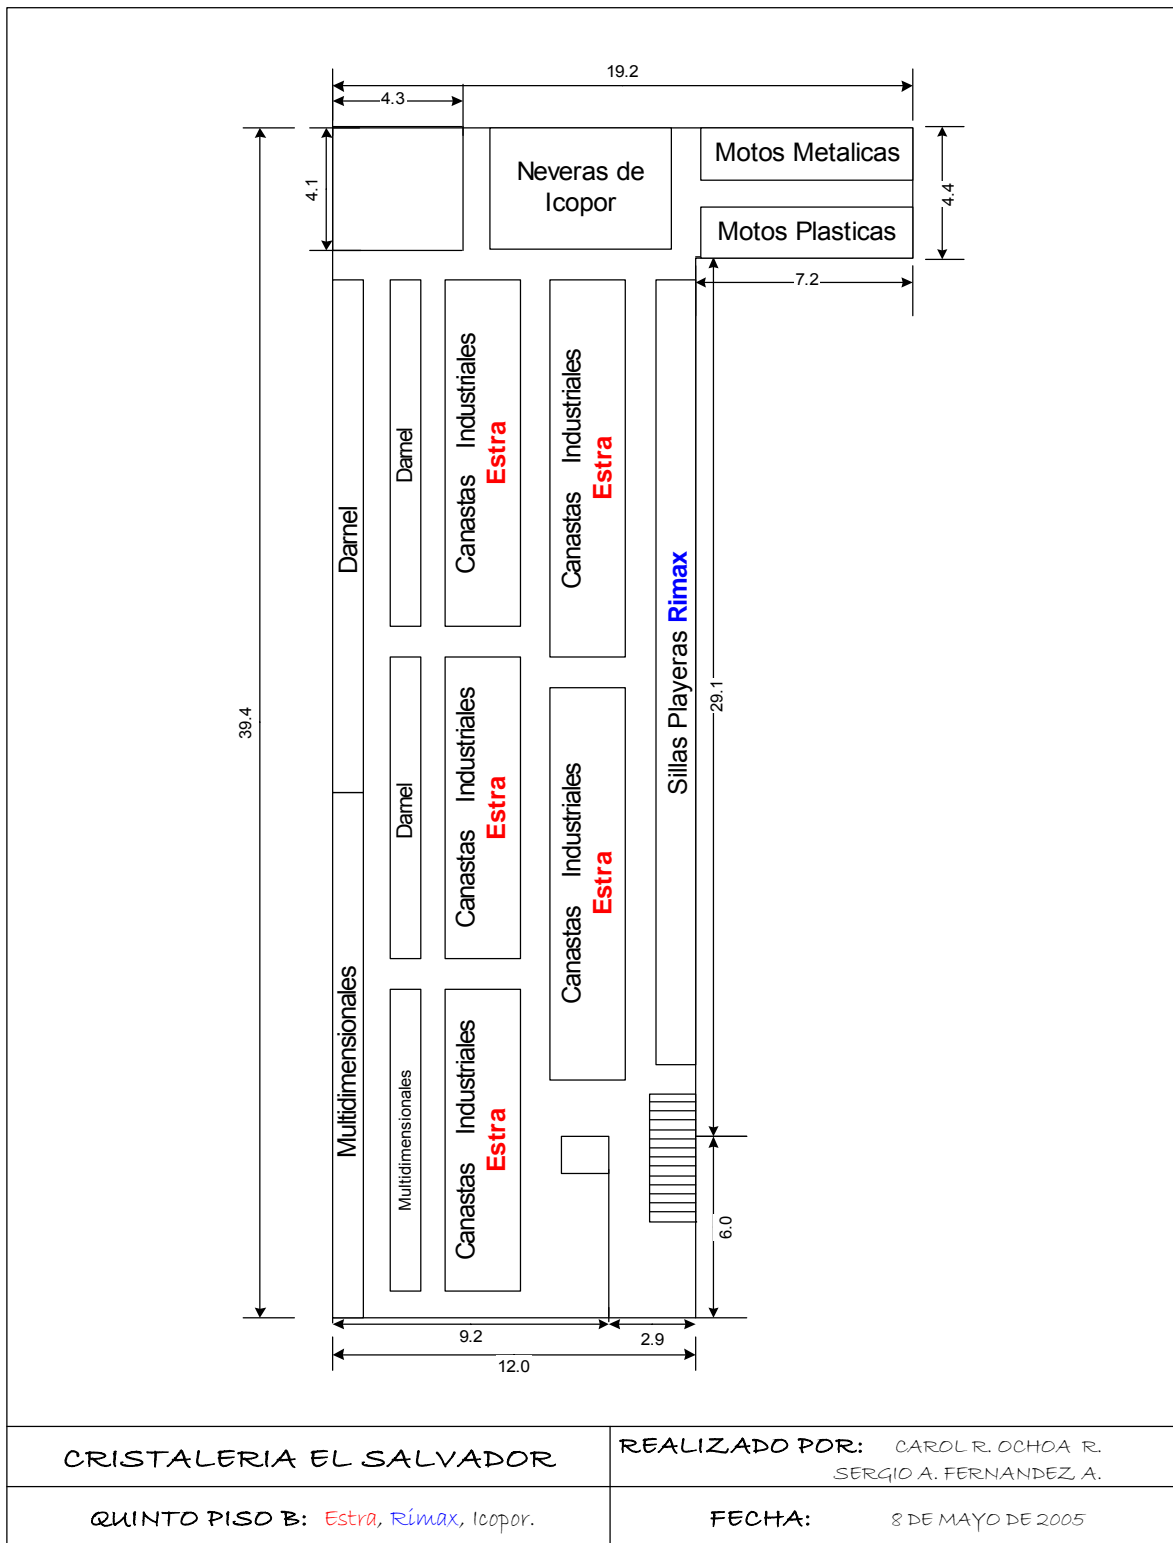 19.2
4.3
4.1
Neveras de
Icopor
Motos Metalicas
Motos Plasticas
4.4
7.2
39.4
Darnel
Darnel
Canastas Industriales
Estra
Canastas Industriales
Estra
Sillas Playeras Rimax
29.1
Darnel
Canastas Industriales
Estra
Canastas Industriales
Estra
Multidimensionales
Multidimensionales
Canastas Industriales
Estra
6.0
9.2
2.9
12.0
CRISTALERIA EL SALVADOR
REALIZADO POR: CAROL R. OCHOA R.
SERGIO A. FERNANDEZ A.
QUINTO PISO B: Estra, Rimax, Icopor.
FECHA: 8 DE MAYO DE 2005